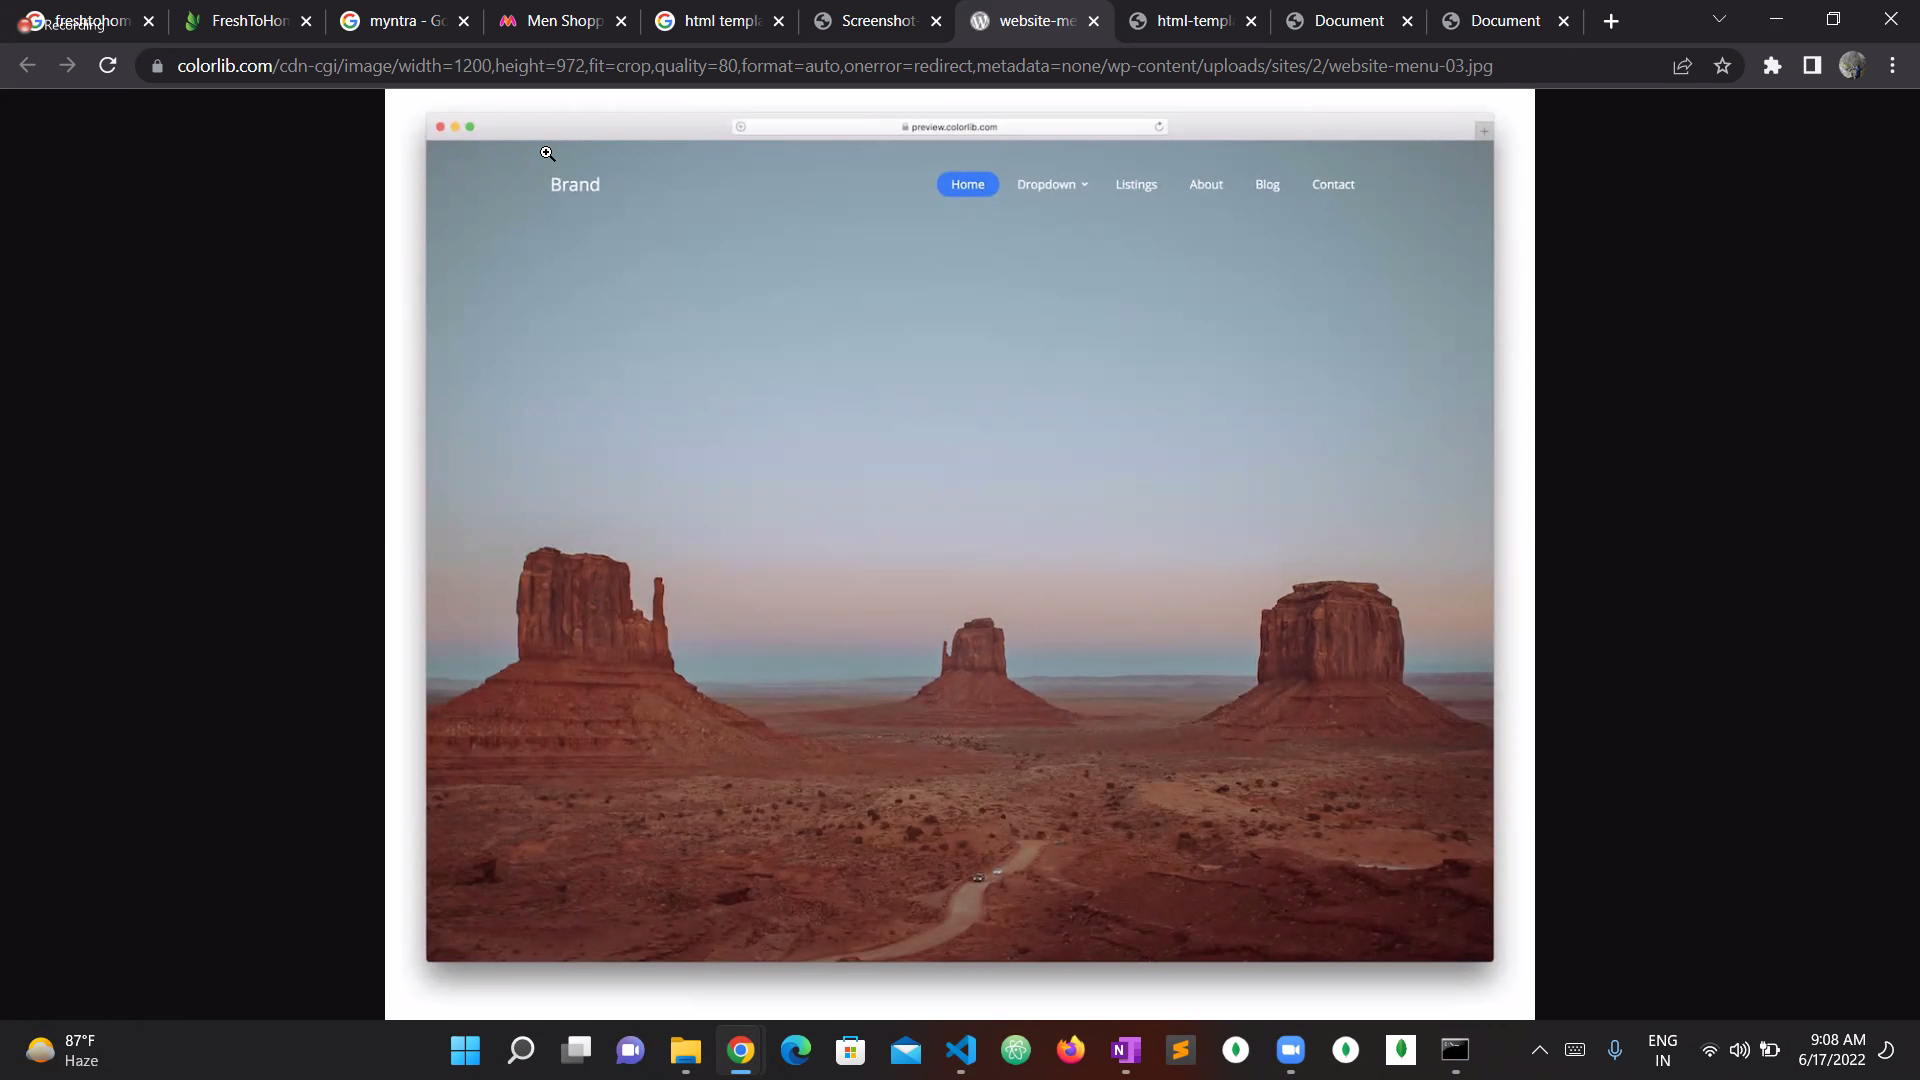 freshtohom
Recording
FreshToHom
myntra - Go
Men Shopp
html templa
Screenshot-
website-me
html-templ
Document
Document
colorlib.com/cdn-cgi/image/width=1200,height=972,fit=crop,quality=80,format=auto,onerror=redirect,metadata=none/wp-content/uploads/sites/2/website-menu-03.jpg
preview.colorlib.com
Brand
Home
Dropdown
Listings
About
Blog
Contact
87°F
Haze
ENG
IN
9:08 AM
6/17/2022